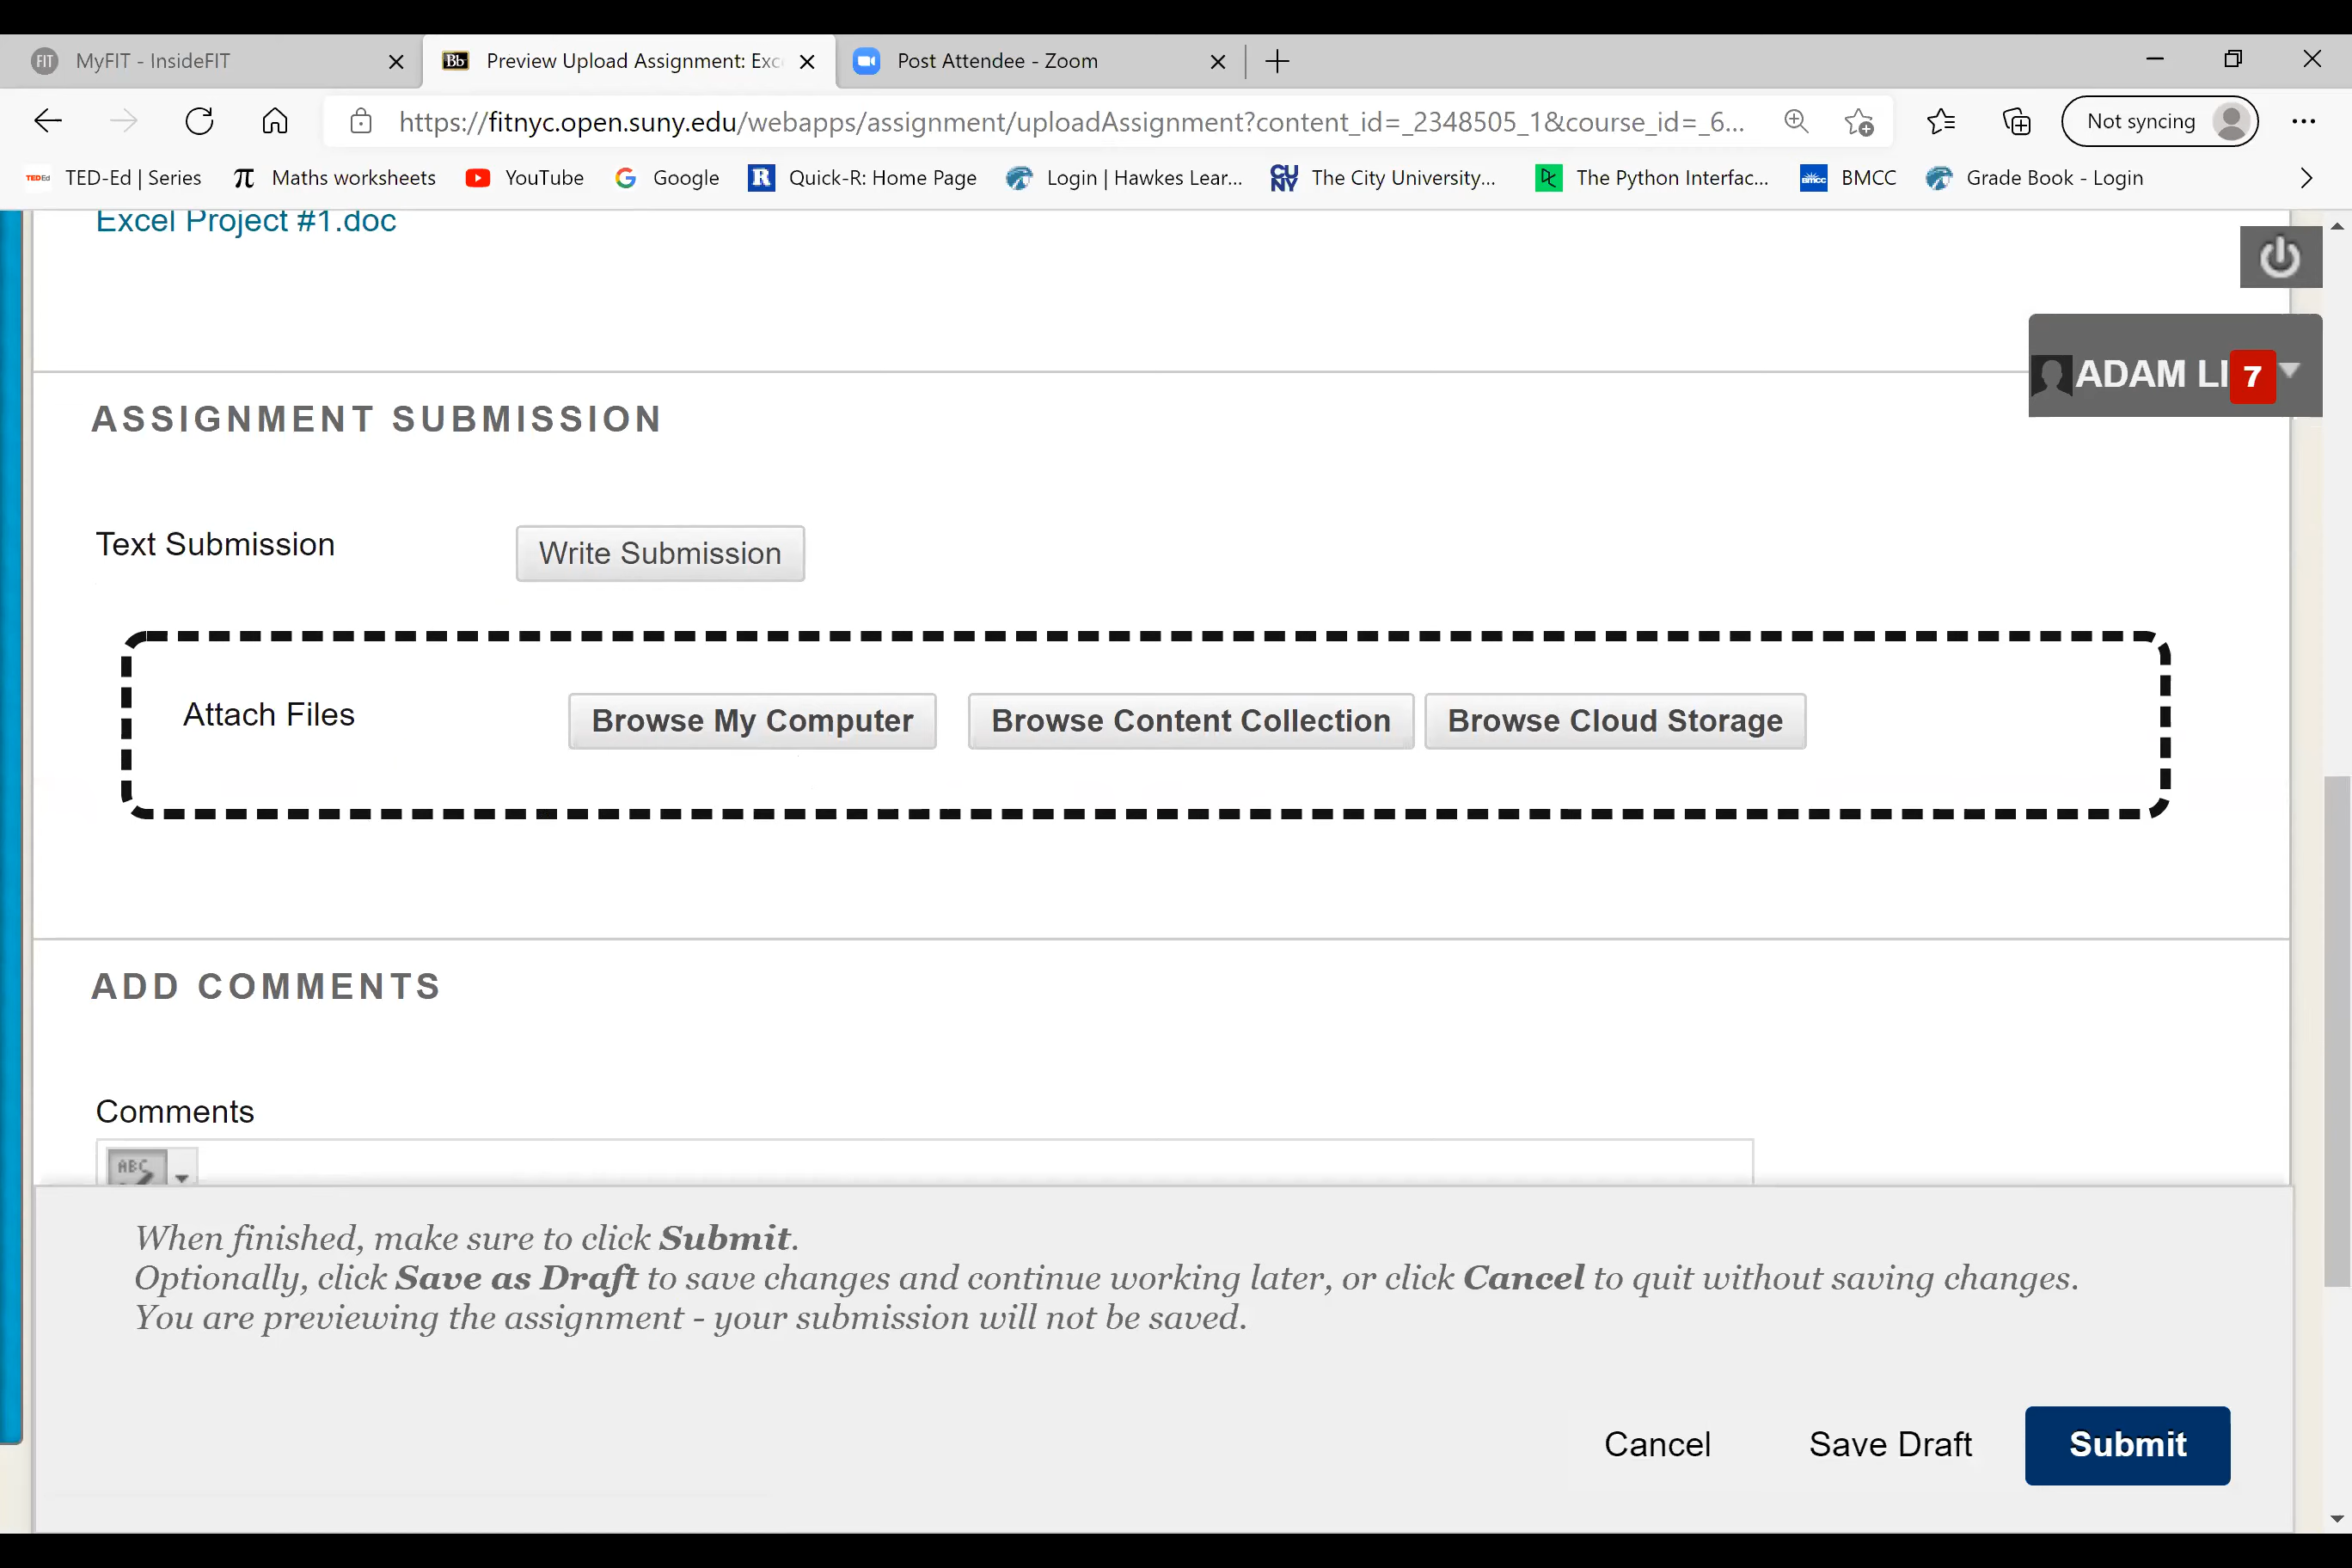 FIT MyFIT - InsideFIT
Bb Preview Upload Assignment: Exc
Post Attendee - Zoom
https://fitnyc.open.suny.edu/webapps/assignment/uploadAssignment?content_id=_2348505_1&course_id=_6...
Not syncing
TED-Ed | Series
Maths worksheets
YouTube
Google
R Quick-R: Home Page
Login | Hawkes Lear...
CUNY The City University...
The Python Interfac...
BMCC BMCC
Grade Book - Login
Excel Project #1.doc
ADAM LI 7
ASSIGNMENT SUBMISSION
Text Submission
Write Submission
Attach Files
Browse My Computer
Browse Content Collection
Browse Cloud Storage
ADD COMMENTS
Comments
ABC
When finished, make sure to click Submit.
Optionally, click Save as Draft to save changes and continue working later, or click Cancel to quit without saving changes.
You are previewing the assignment - your submission will not be saved.
Cancel
Save Draft
Submit